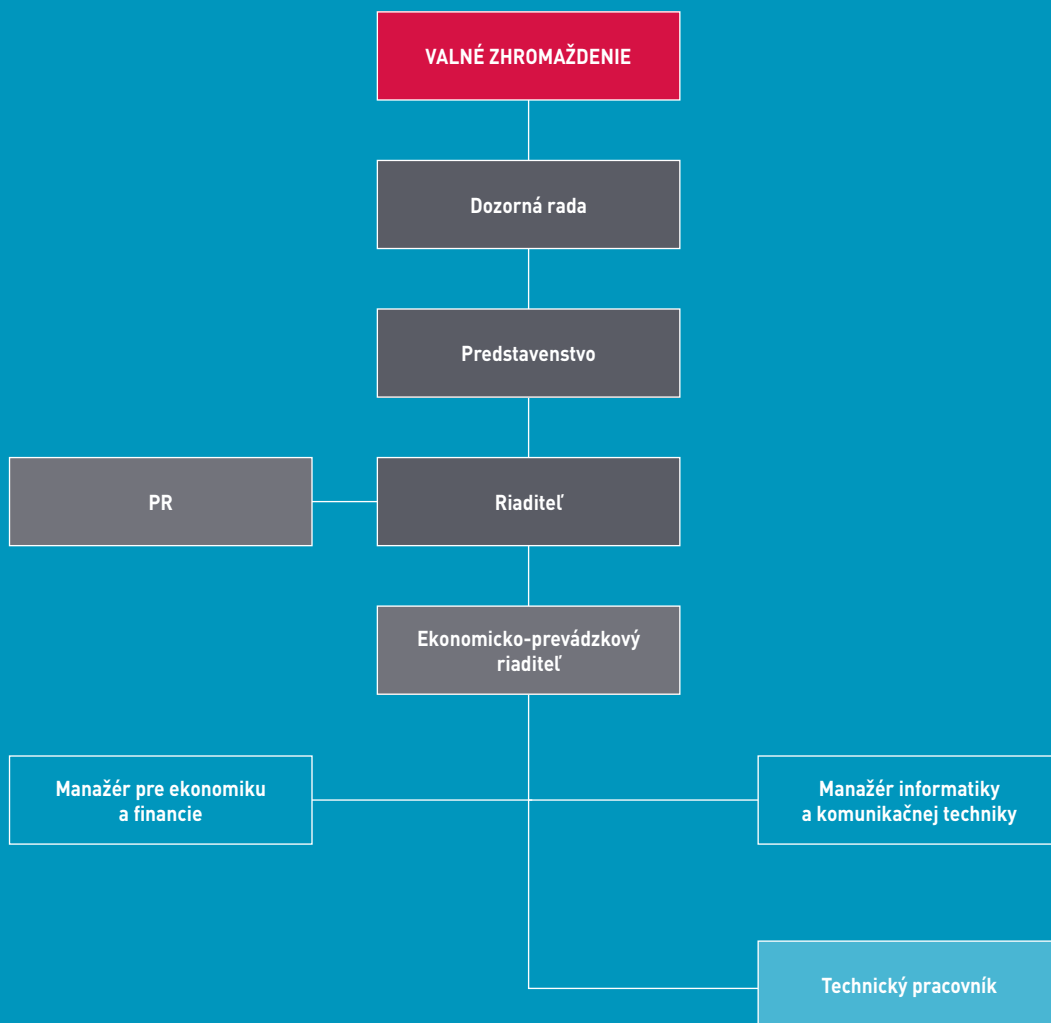 VALNÉ ZHROMAŽDENIE
Dozorná rada
Predstavenstvo
PR
Riaditeľ
Ekonomicko-prevádzkový
riaditeľ
Manažér pre ekonomiku
a financie
Manažér informatiky
a komunikačnej techniky
Technický pracovník